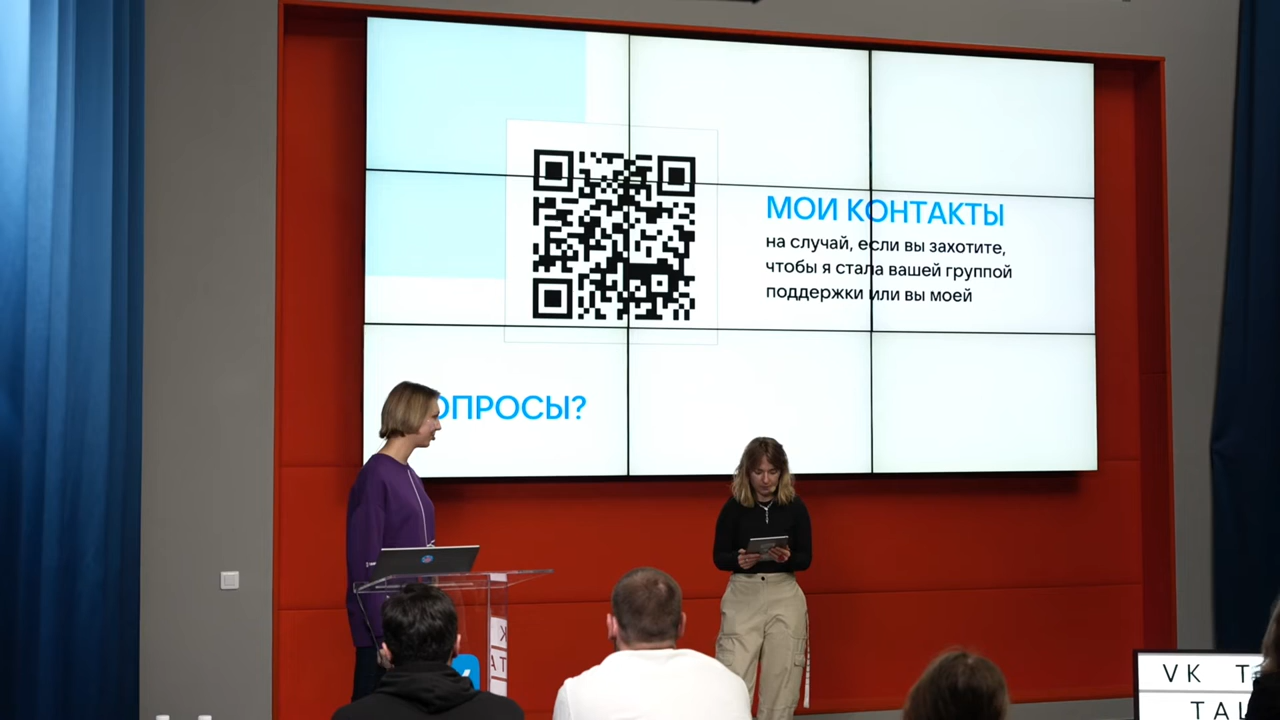 МОИ КОНТАКТЫ
на случай, если вы захотите,
чтобы я стала вашей группой
поддержки или вы моей
ОПРОСЫ?
VK T
TAL